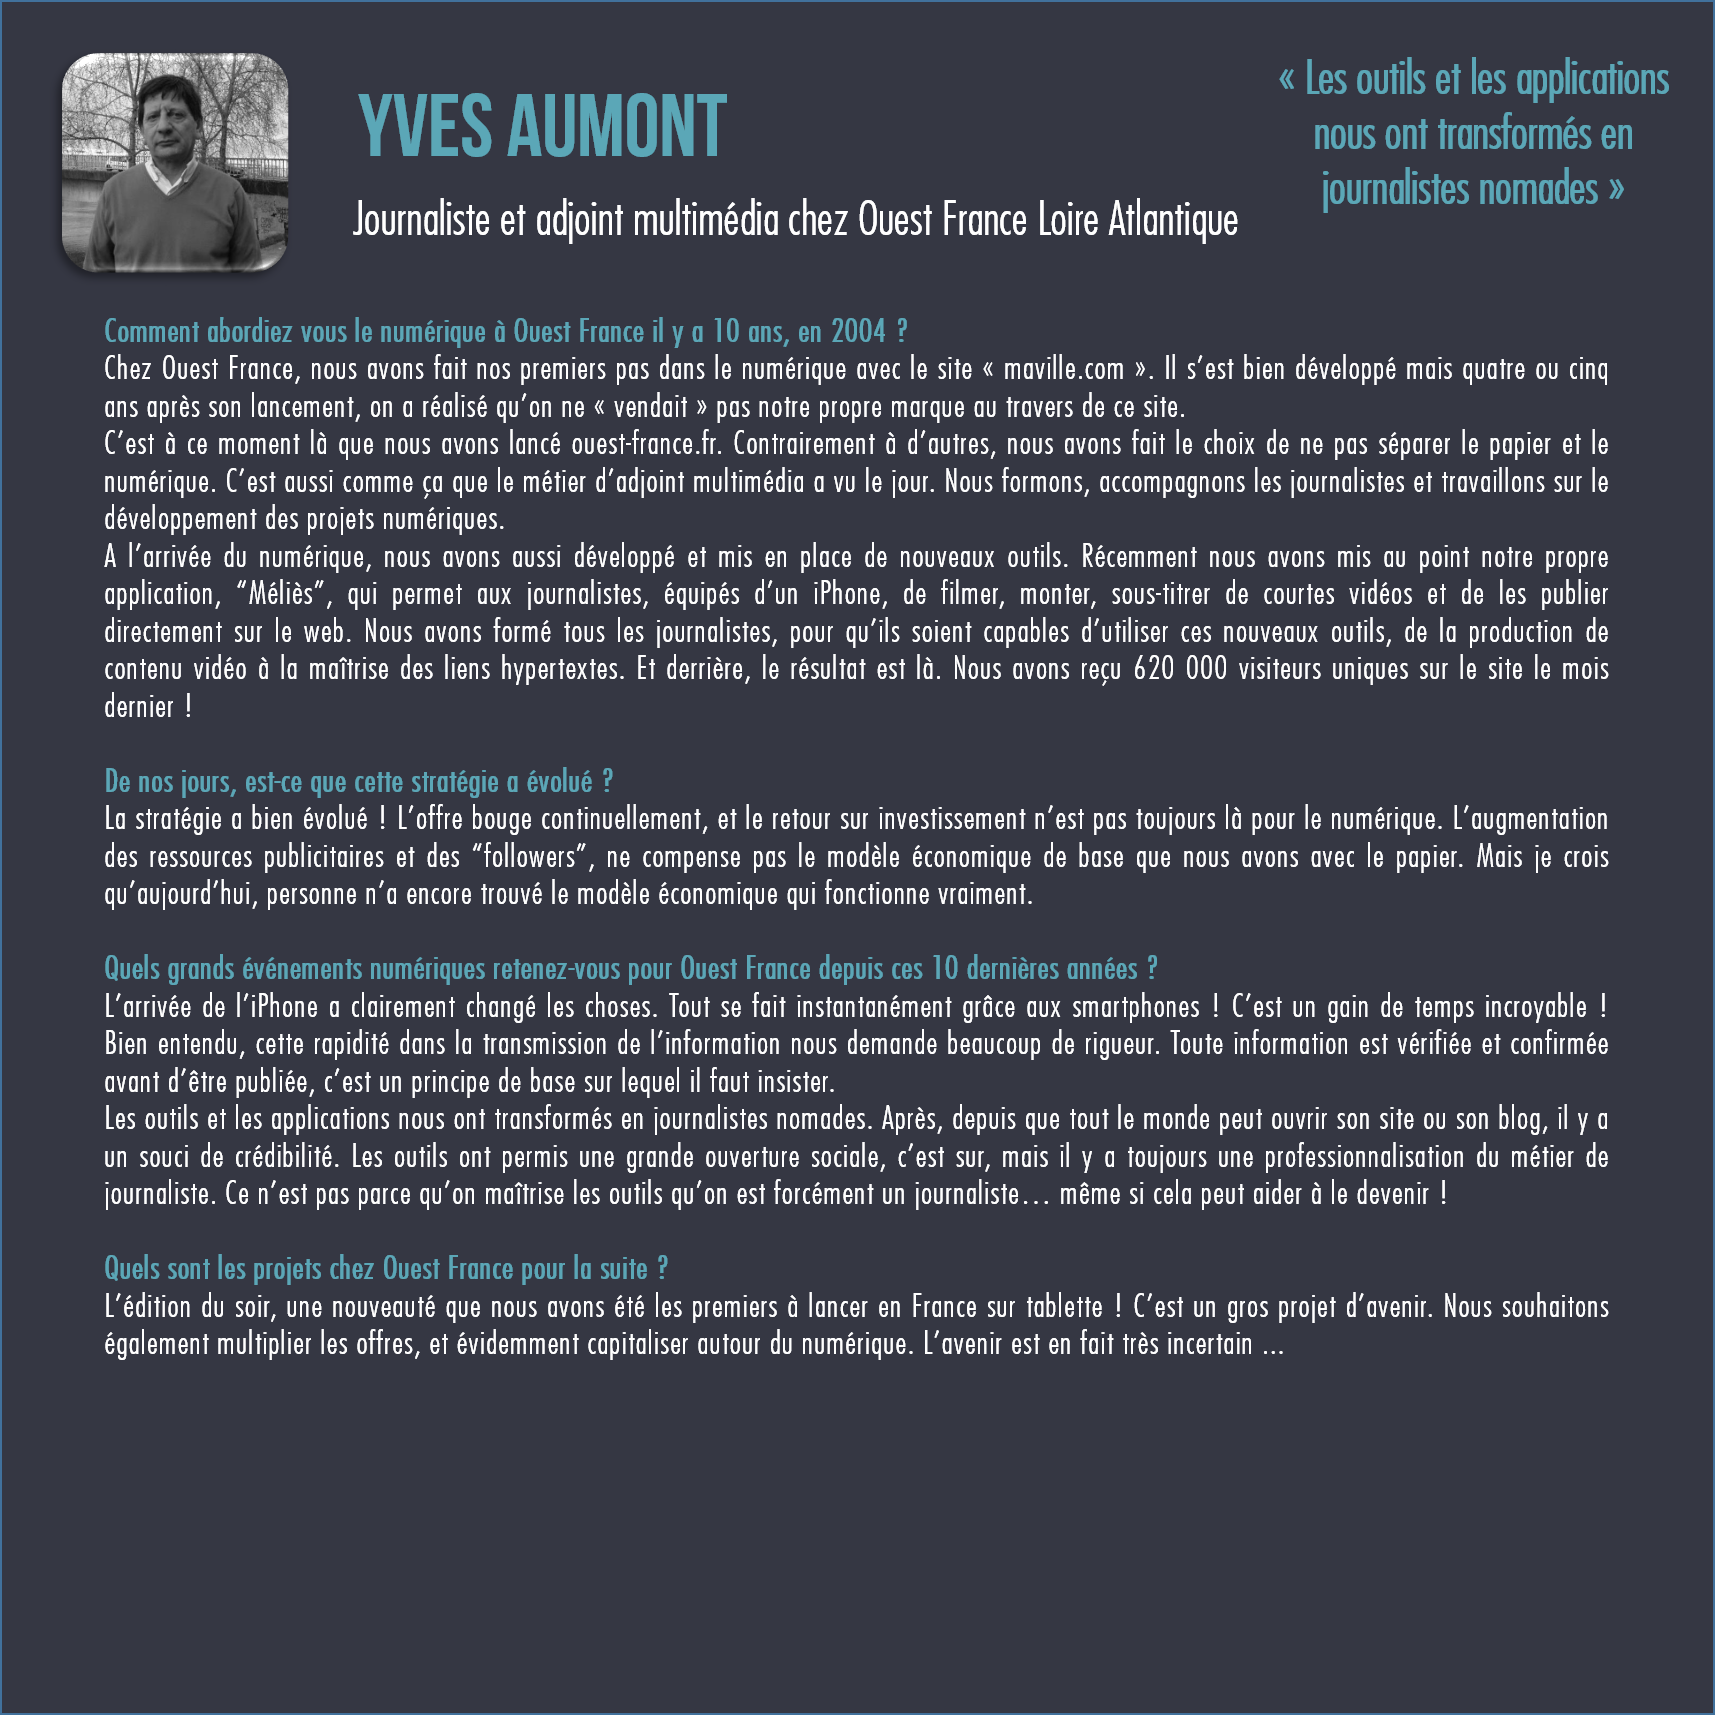 YVES AUMONT
Journaliste et adjoint multimédia chez Ouest France Loire Atlantique
« Les outils et les applications
nous ont transformés en
journalistes nomades »
Comment abordiez vous le numérique à Ouest France il y a 10 ans, en 2004 ?
Chez Ouest France, nous avons fait nos premiers pas dans le numérique avec le site « maville.com ». Il s’est bien développé mais quatre ou cinq
ans après son lancement, on a réalisé qu’on ne « vendait » pas notre propre marque au travers de ce site.
C’est à ce moment là que nous avons lancé ouest-france.fr. Contrairement à d’autres, nous avons fait le choix de ne pas séparer le papier et le
numérique. C’est aussi comme ça que le métier d’adjoint multimédia a vu le jour. Nous formons, accompagnons les journalistes et travaillons sur le
développement des projets numériques.
A l’arrivée du numérique, nous avons aussi développé et mis en place de nouveaux outils. Récemment nous avons mis au point notre propre
application, “Méliès”, qui permet aux journalistes, équipés d’un iPhone, de filmer, monter, sous-titrer de courtes vidéos et de les publier
directement sur le web. Nous avons formé tous les journalistes, pour qu’ils soient capables d’utiliser ces nouveaux outils, de la production de
contenu vidéo à la maîtrise des liens hypertextes. Et derrière, le résultat est là. Nous avons reçu 620 000 visiteurs uniques sur le site le mois
dernier !
De nos jours, est-ce que cette stratégie a évolué ?
La stratégie a bien évolué ! L’offre bouge continuellement, et le retour sur investissement n’est pas toujours là pour le numérique. L’augmentation
des ressources publicitaires et des “followers”, ne compense pas le modèle économique de base que nous avons avec le papier. Mais je crois
qu’aujourd’hui, personne n’a encore trouvé le modèle économique qui fonctionne vraiment.
Quels grands événements numériques retenez-vous pour Ouest France depuis ces 10 dernières années ?
L’arrivée de l’iPhone a clairement changé les choses. Tout se fait instantanément grâce aux smartphones ! C’est un gain de temps incroyable !
Bien entendu, cette rapidité dans la transmission de l’information nous demande beaucoup de rigueur. Toute information est vérifiée et confirmée
avant d’être publiée, c’est un principe de base sur lequel il faut insister.
Les outils et les applications nous ont transformés en journalistes nomades. Après, depuis que tout le monde peut ouvrir son site ou son blog, il y a
un souci de crédibilité. Les outils ont permis une grande ouverture sociale, c’est sur, mais il y a toujours une professionnalisation du métier de
journaliste. Ce n’est pas parce qu’on maîtrise les outils qu’on est forcément un journaliste… même si cela peut aider à le devenir !
Quels sont les projets chez Ouest France pour la suite ?
L’édition du soir, une nouveauté que nous avons été les premiers à lancer en France sur tablette ! C’est un gros projet d’avenir. Nous souhaitons
également multiplier les offres, et évidemment capitaliser autour du numérique. L’avenir est en fait très incertain ...